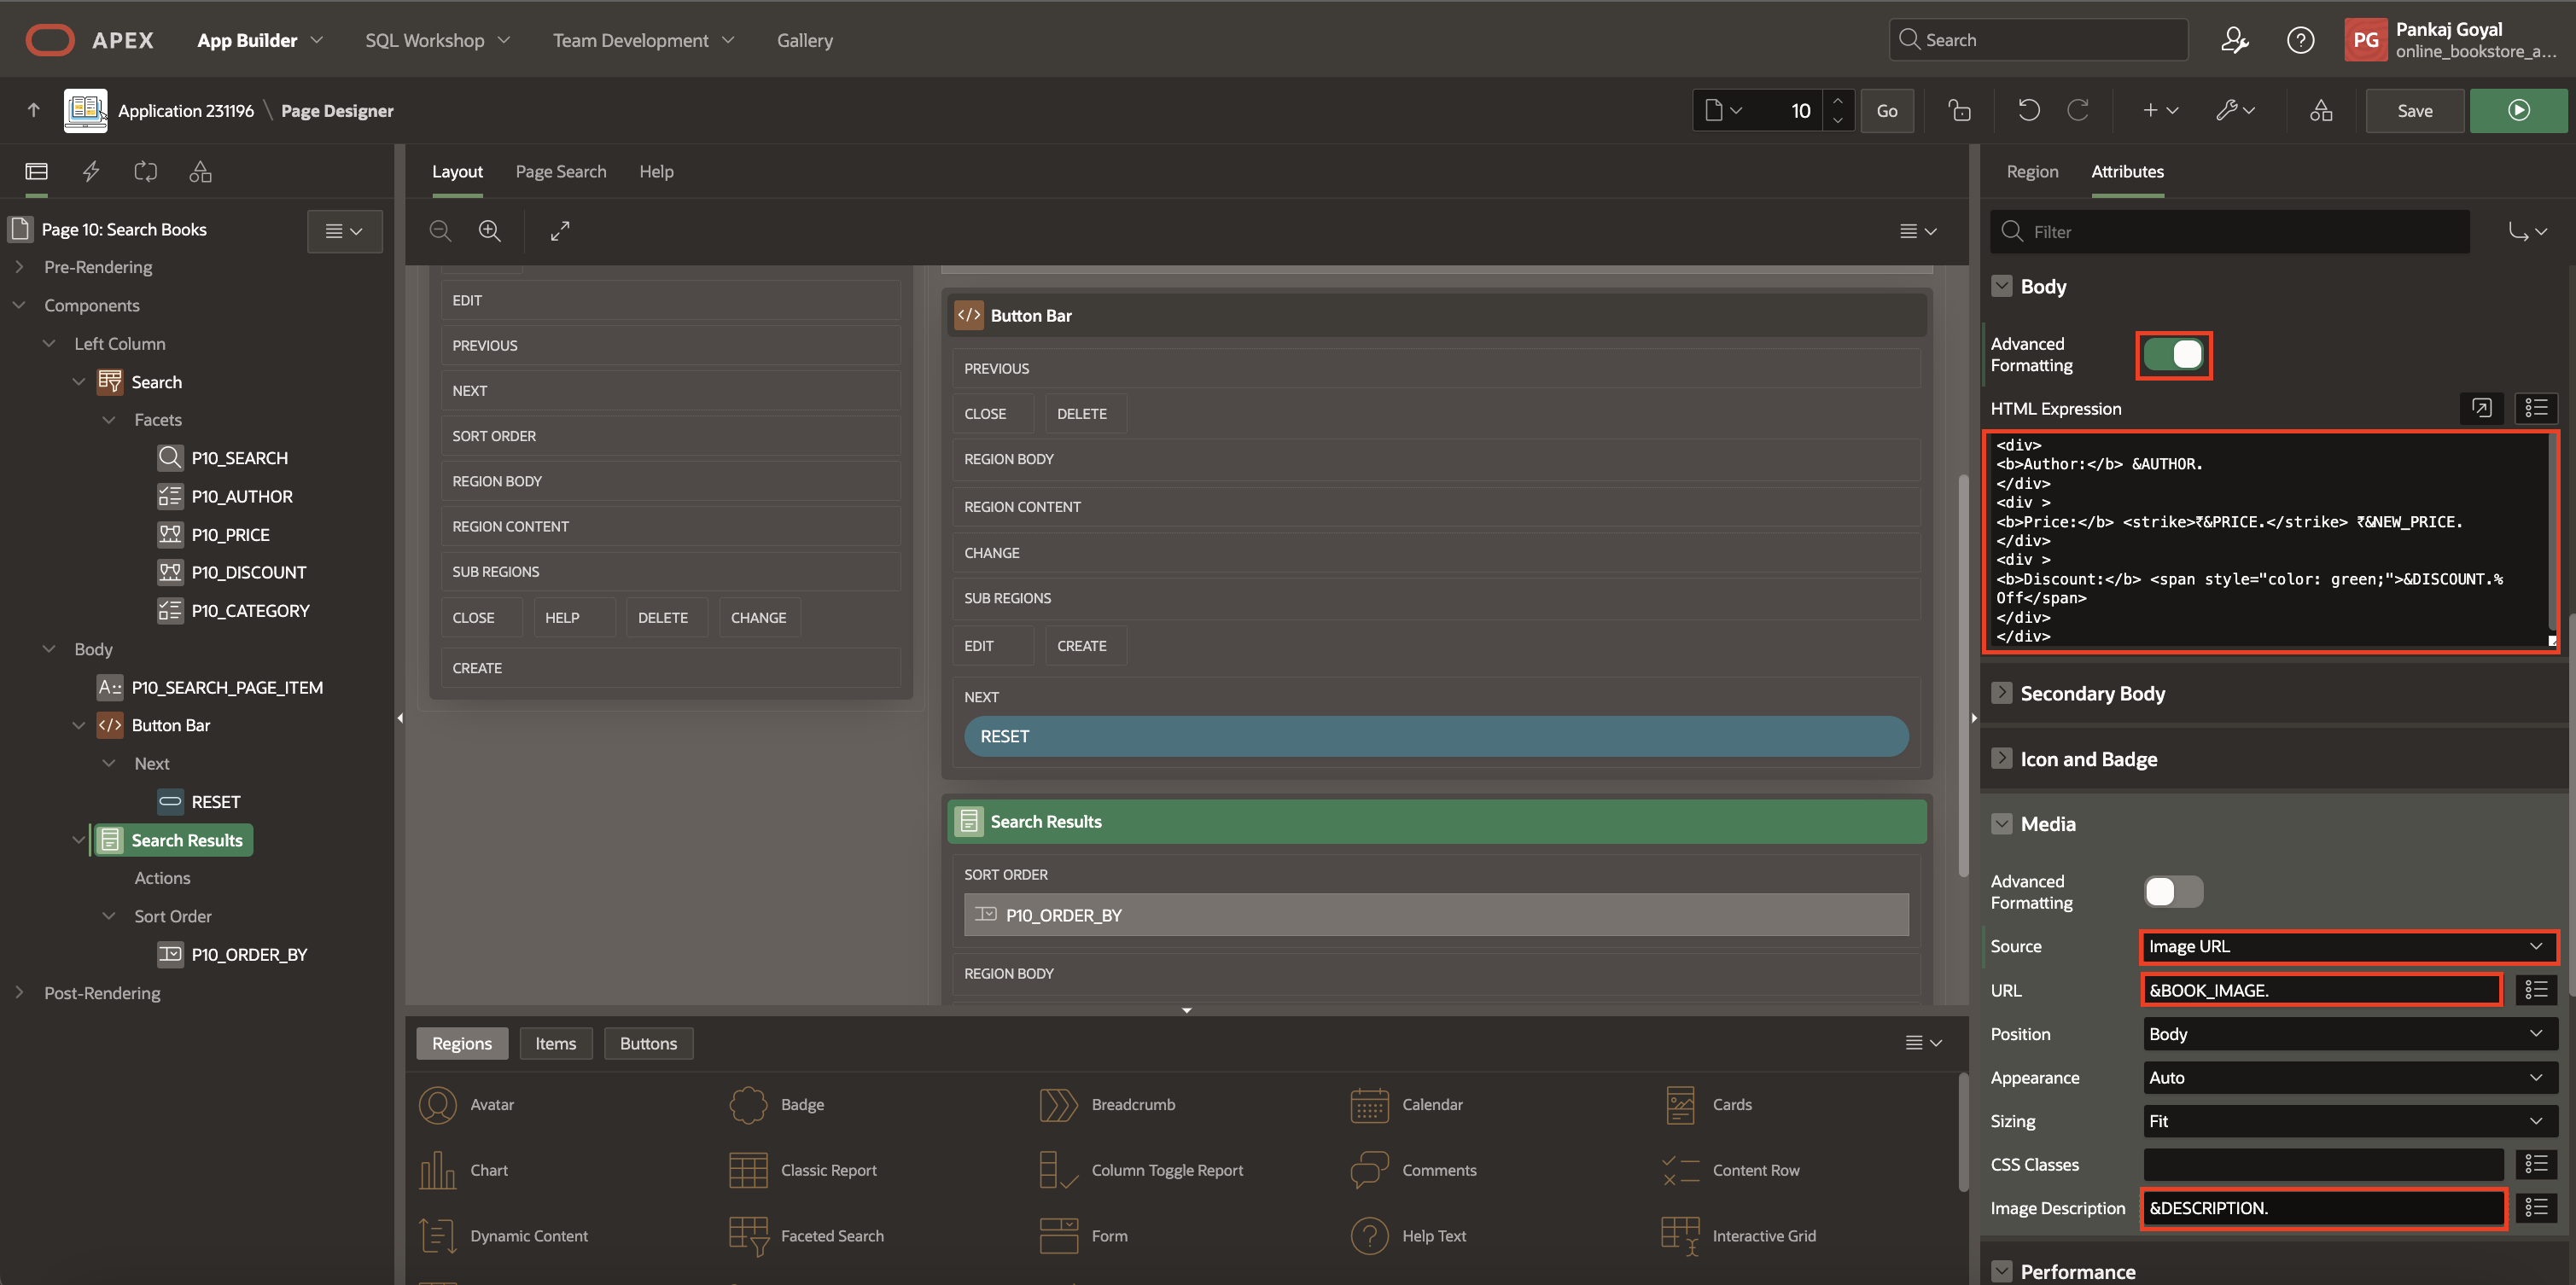 APEX
App Builder
SQL Workshop
Team Development
Gallery
Search
PG
Pankaj Goyal
online_bookstore_a...
Application 231196 \ Page Designer
10
Go
Save
Page 10: Search Books
Pre-Rendering
Components
Left Column
Search
Facets
P10_SEARCH
P10_AUTHOR
P10_PRICE
P10_DISCOUNT
P10_CATEGORY
Body
P10_SEARCH_PAGE_ITEM
Button Bar
Next
RESET
Search Results
Actions
Sort Order
P10_ORDER_BY
Post-Rendering
Layout
Page Search
Help
EDIT
PREVIOUS
NEXT
SORT ORDER
REGION BODY
REGION CONTENT
SUB REGIONS
CLOSE
HELP
DELETE
CHANGE
CREATE
Button Bar
PREVIOUS
CLOSE
DELETE
REGION BODY
REGION CONTENT
CHANGE
SUB REGIONS
EDIT
CREATE
NEXT
RESET
Search Results
SORT ORDER
P10_ORDER_BY
REGION BODY
Regions
Items
Buttons
Avatar
Badge
Breadcrumb
Calendar
Cards
Chart
Classic Report
Column Toggle Report
Comments
Content Row
Dynamic Content
Faceted Search
Form
Help Text
Interactive Grid
Region
Attributes
Filter
Body
Advanced
Formatting
HTML Expression
<div>
<b>Author:</b> &AUTHOR.
</div>
<div >
<b>Price:</b> <strike>₹&PRICE.</strike> ₹&NEW_PRICE.
</div>
<div >
<b>Discount:</b> <span style="color: green;">&DISCOUNT.%
Off</span>
</div>
</div>
Secondary Body
Icon and Badge
Media
Advanced
Formatting
Source
Image URL
URL
&BOOK_IMAGE.
Position
Body
Appearance
Auto
Sizing
Fit
CSS Classes
Image Description
&DESCRIPTION.
Performance